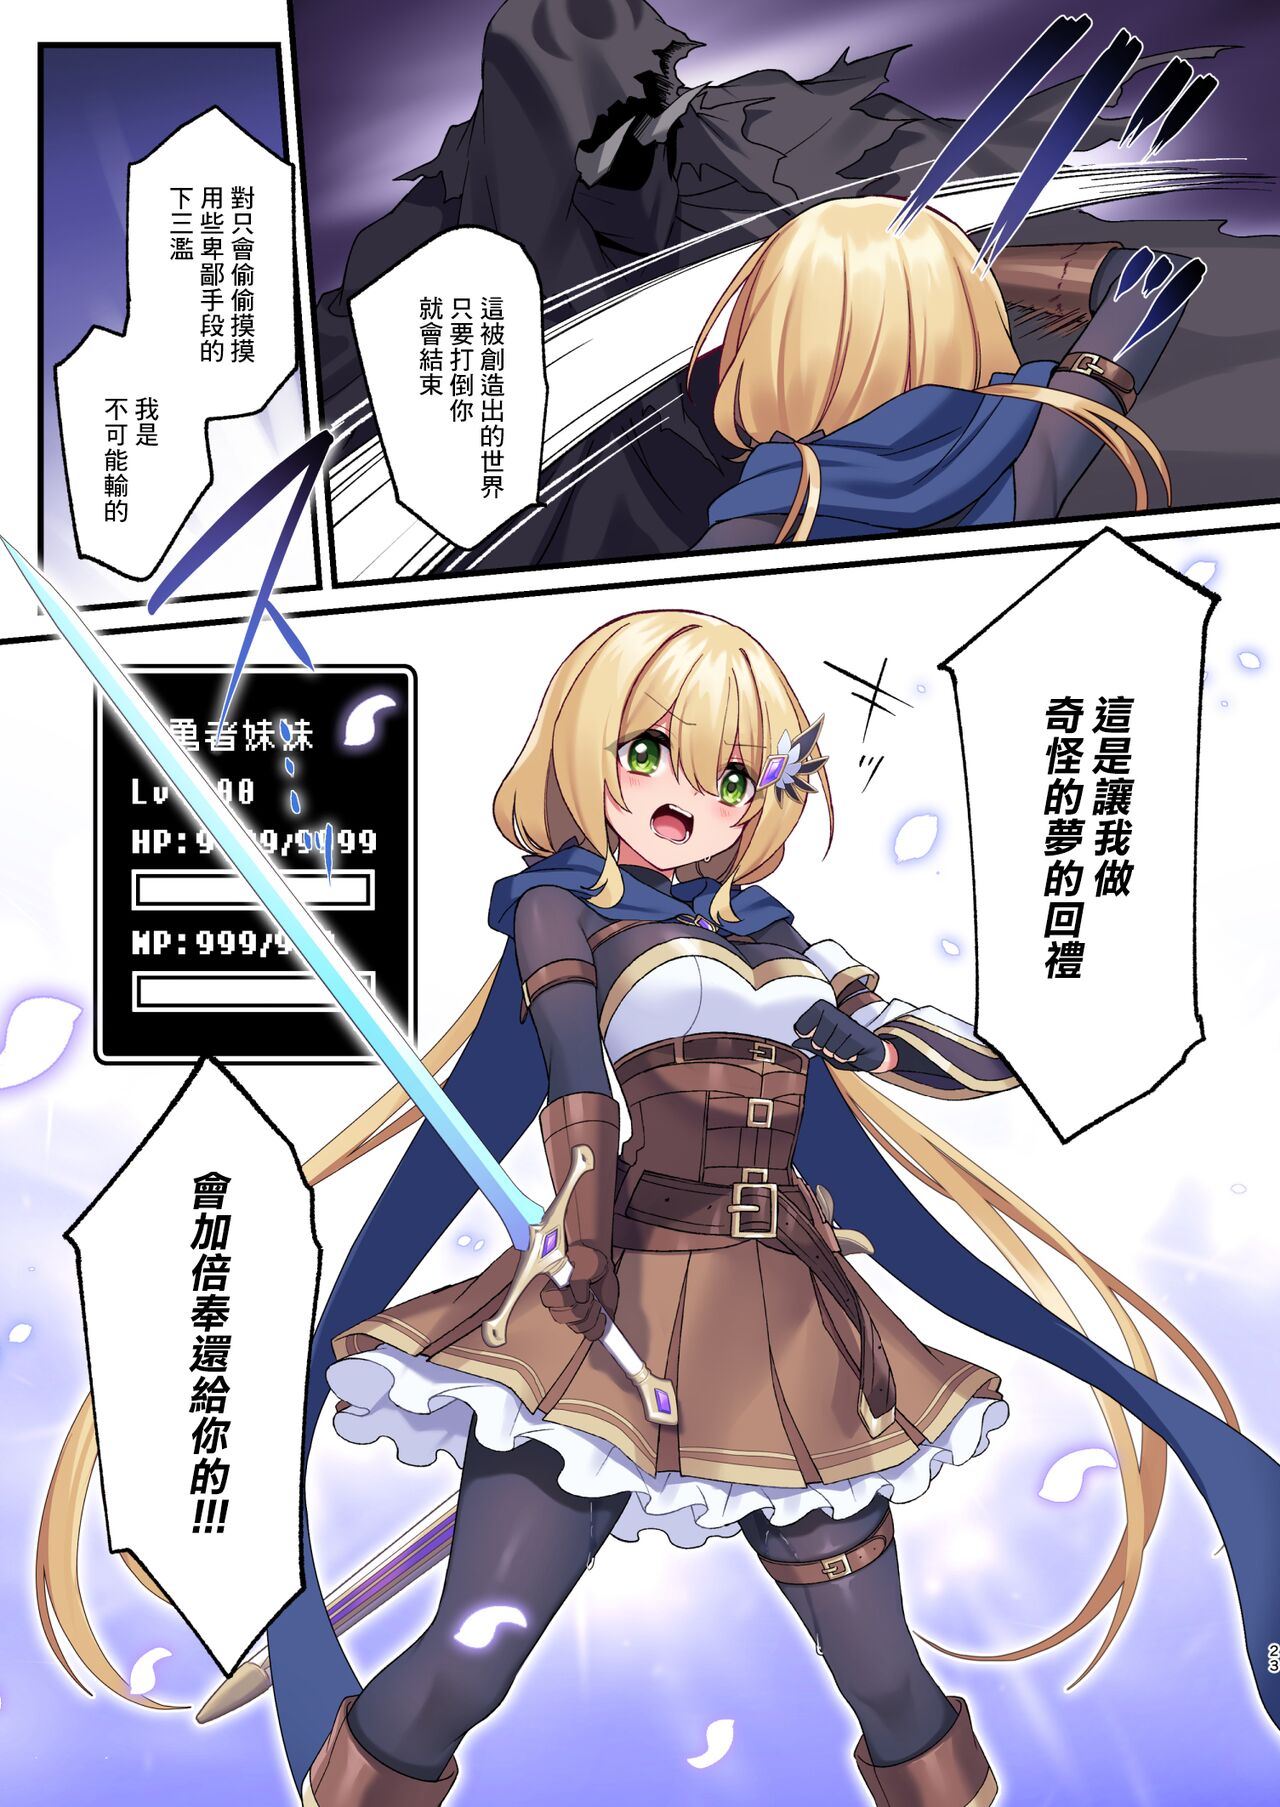 這被創造出的世界
只要打倒你
就會結束
對只會偷偷摸摸
用些卑鄙手段的
下三濫
我是
不可能輸的
這是讓我做
奇怪的夢的回禮
勇者妹妹
Lv
HP:
MP:999/
會加倍奉還給你的!!!
23